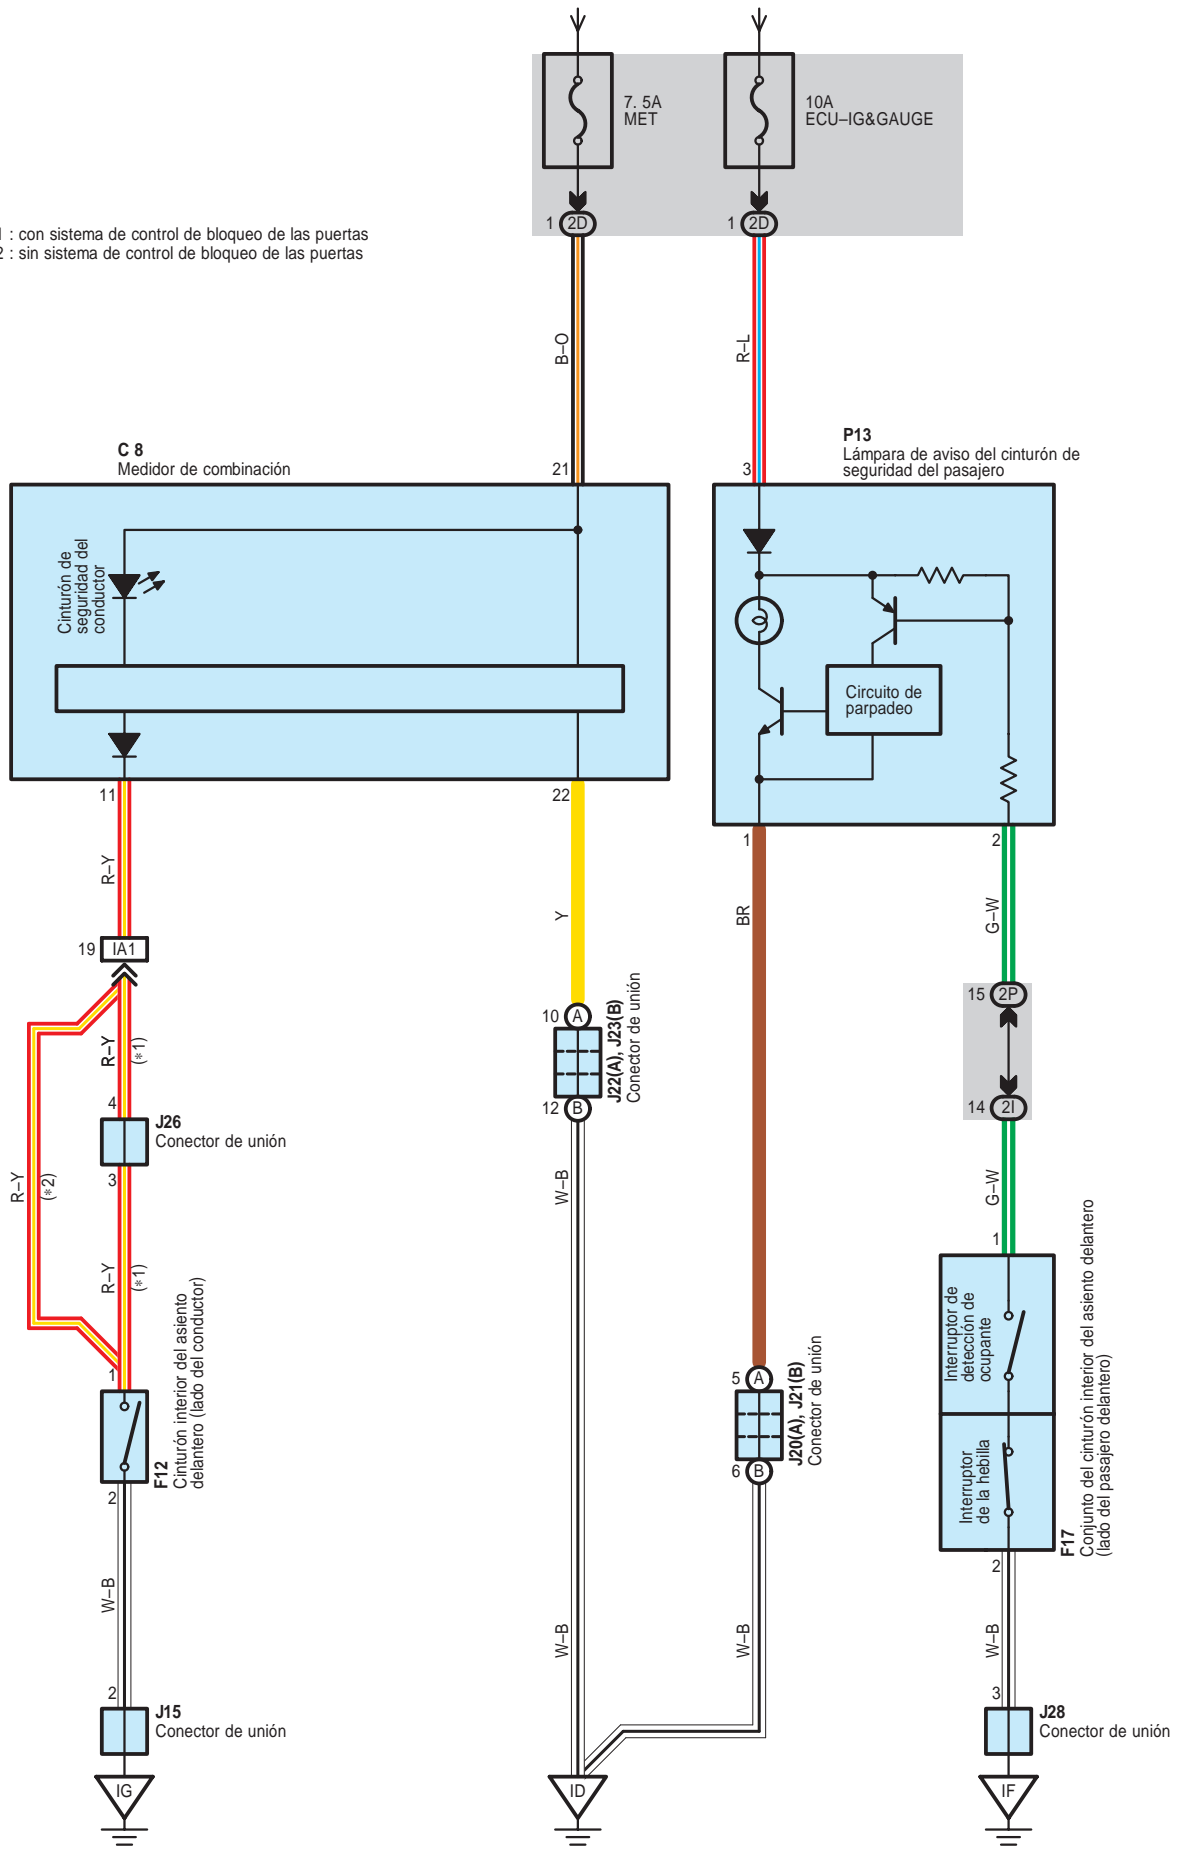 7. 5A
MET
10A
ECU–IG&GAUGE
1 2D
1 2D
1 : con sistema de control de bloqueo de las puertas
2 : sin sistema de control de bloqueo de las puertas
B–O
R–L
C 8
Medidor de combinación
21
P13
Lámpara de aviso del cinturón de
seguridad del pasajero
3
Cinturón de
seguridad del
conductor
Circuito de
parpadeo
11
22
1
2
R–Y
Y
BR
G–W
19 IA1
15 2P
10 A
J22(A), J23(B)
Conector de unión
12 B
R–Y
(*1)
4
J26
Conector de unión
3
14 2I
R–Y
(*2)
W–B
G–W
R–Y
(*1)
1
1
Interruptor de
detección de
ocupante
Interruptor
de la hebilla
F17
Conjunto del cinturón interior del asiento delantero
(lado del pasajero delantero)
F12
Cinturón interior del asiento
delantero (lado del conductor)
5 A
J20(A), J21(B)
Conector de unión
6 B
2
2
W–B
W–B
W–B
W–B
2
J15
Conector de unión
3
J28
Conector de unión
IG
ID
IF